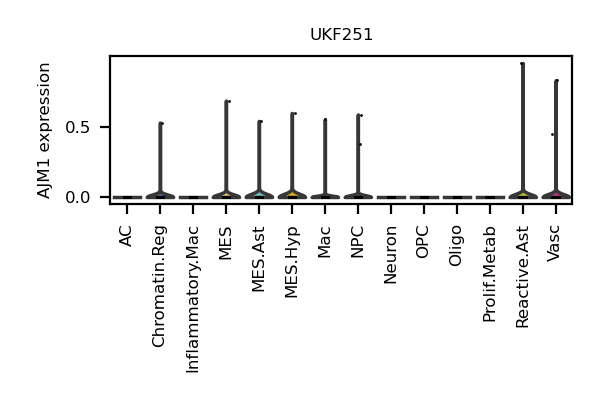 UKF251
AJM1 expression
0.5
0.0
AC
Chromatin.Reg
Inflammatory.Mac
MES
MES.Ast
MES.Hyp
Mac
NPC
Neuron
OPC
Oligo
Prolif.Metab
Reactive.Ast
Vasc